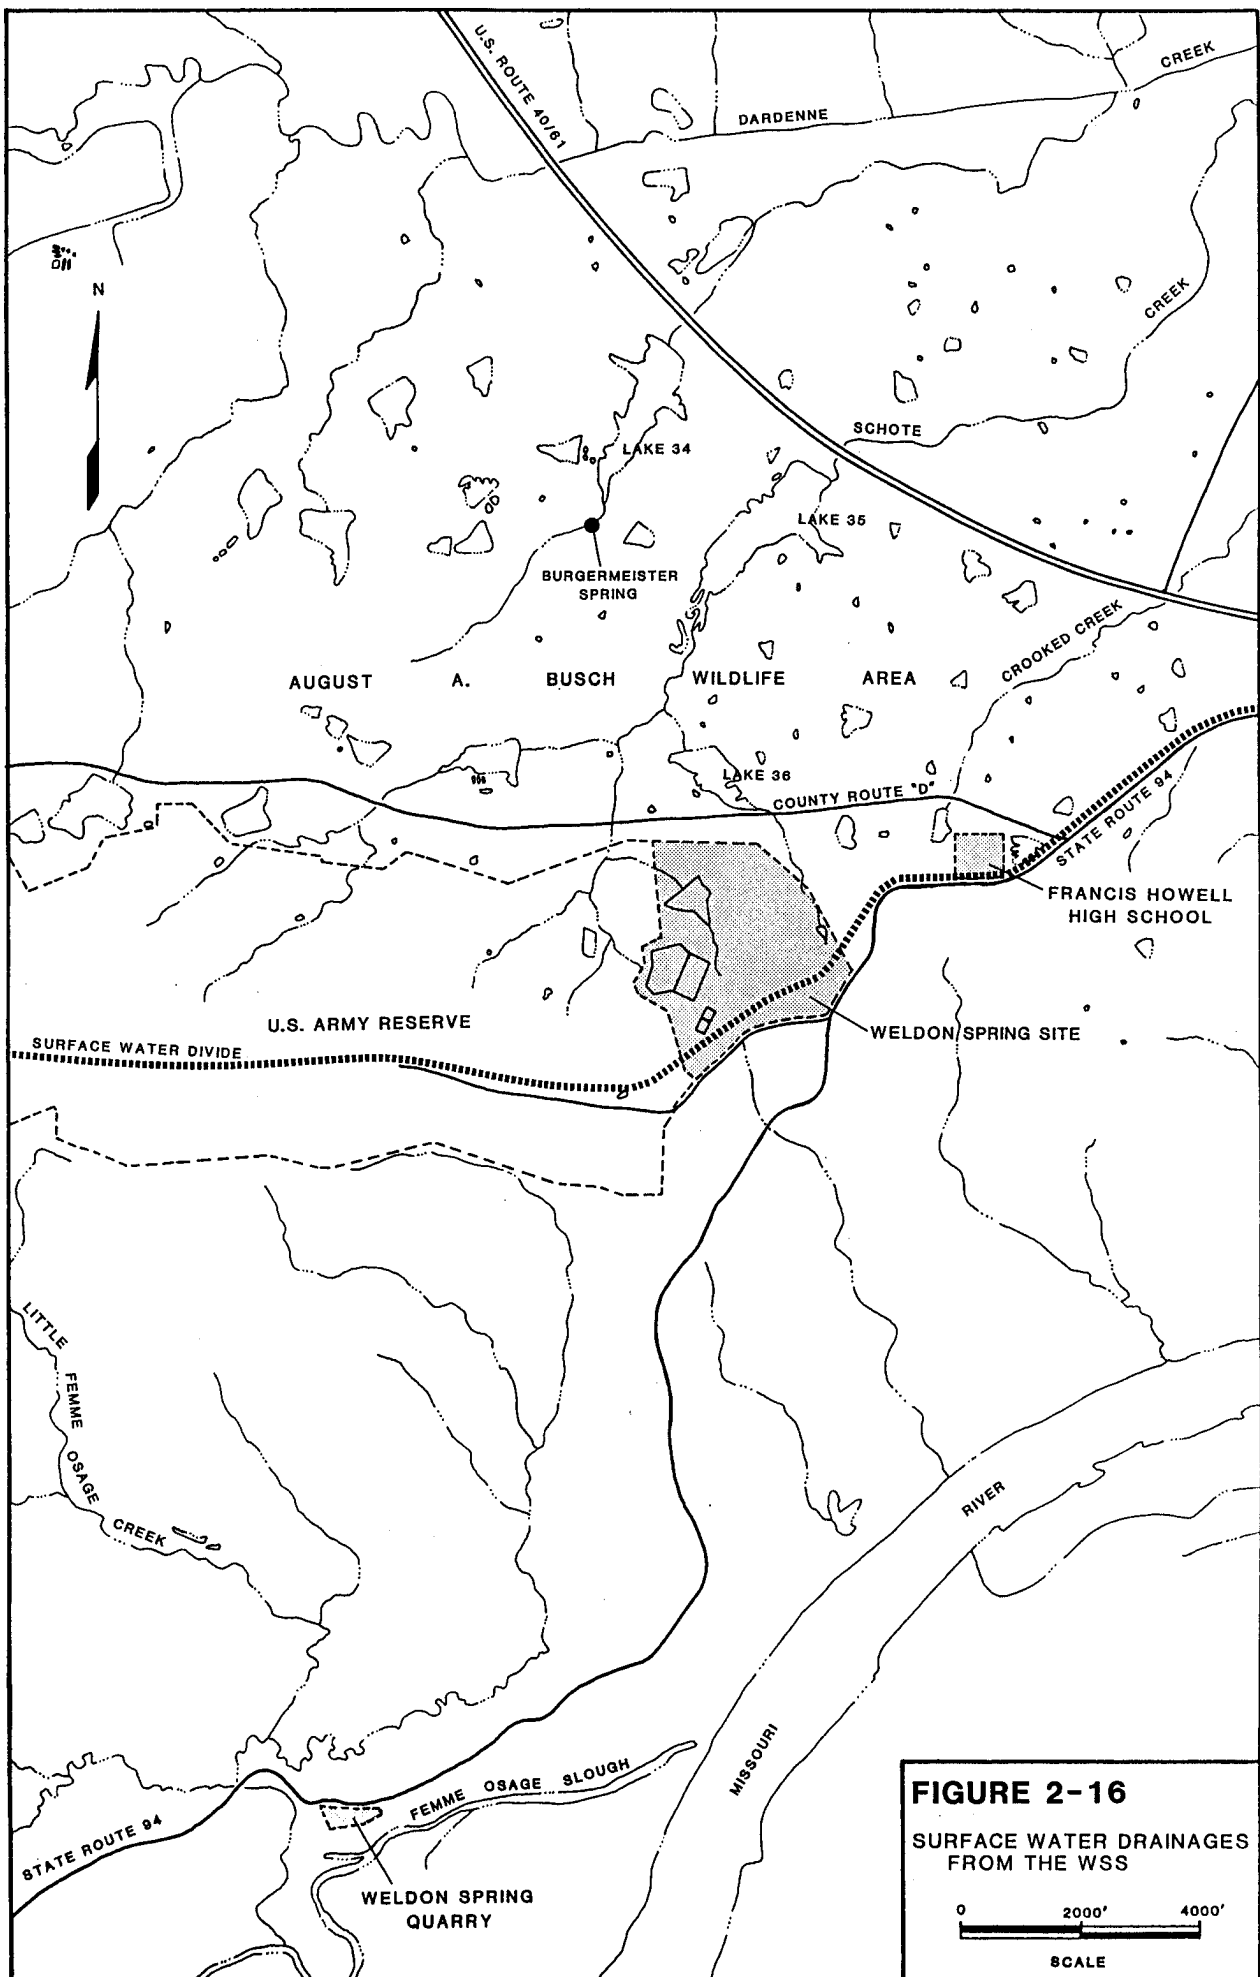 U.S. ROUTE 40/61
CREEK
DARDENNE
N
CREEK
SCHOTE
LAKE 34
LAKE 35
BURGERMEISTER
SPRING
CROOKED CREEK
AUGUST A. BUSCH WILDLIFE AREA
LAKE 36
COUNTY ROUTE "D"
STATE ROUTE 94
FRANCIS HOWELL
HIGH SCHOOL
U.S. ARMY RESERVE
WELDON SPRING SITE
SURFACE WATER DIVIDE
LITTLE
FEMME
OSAGE
CREEK
RIVER
MISSOURI
FEMME OSAGE SLOUGH
STATE ROUTE 94
WELDON SPRING
QUARRY
FIGURE 2-16
SURFACE WATER DRAINAGES
FROM THE WSS
0 2000' 4000'
SCALE